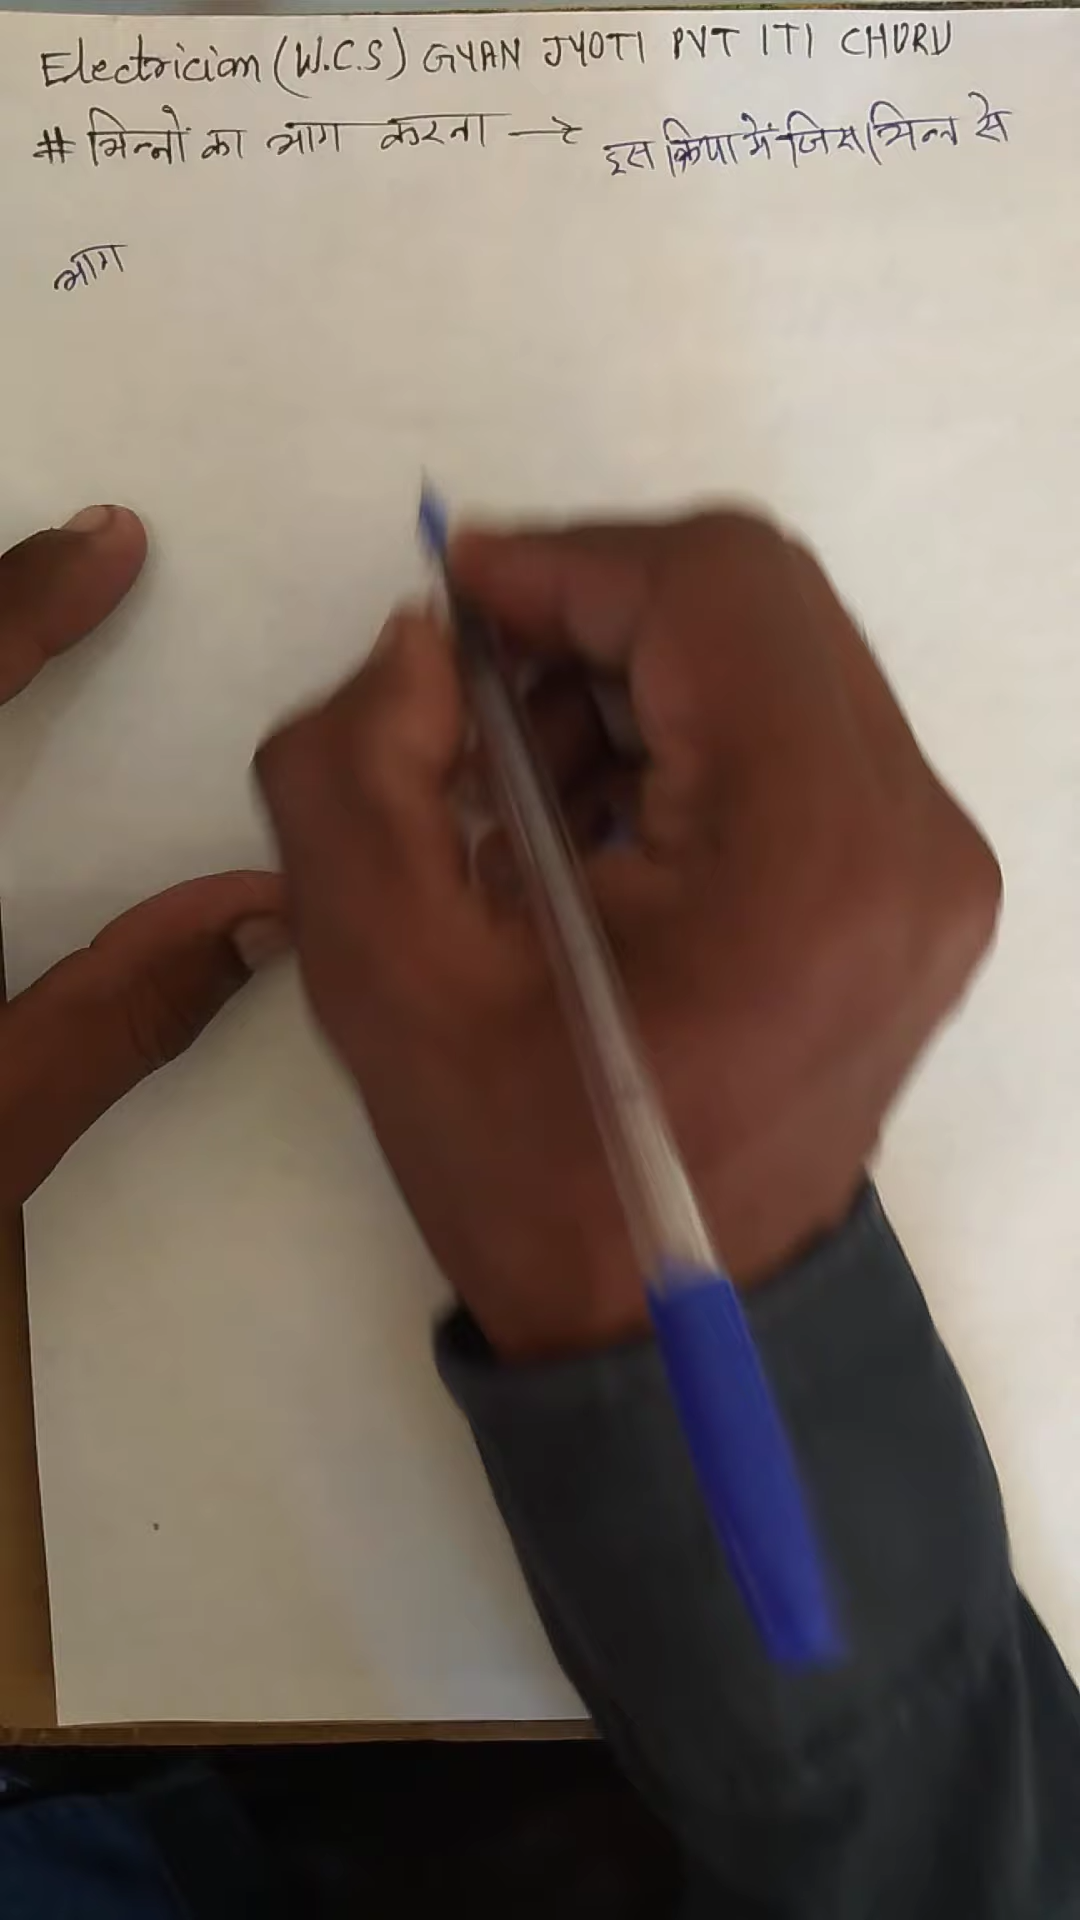 Electrician (W.C.S) GYAN JYOTI PVT ITI CHURU
# भिन्नों का भाग करना → इस क्रिया में जिस भिन्न से
भाग